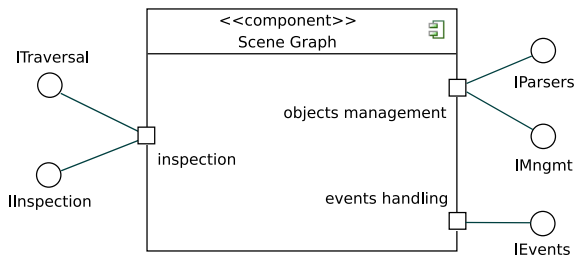 <<component>>
Scene Graph
ITraversal
IParsers
objects management
inspection
IMngmt
IInspection
events handling
IEvents